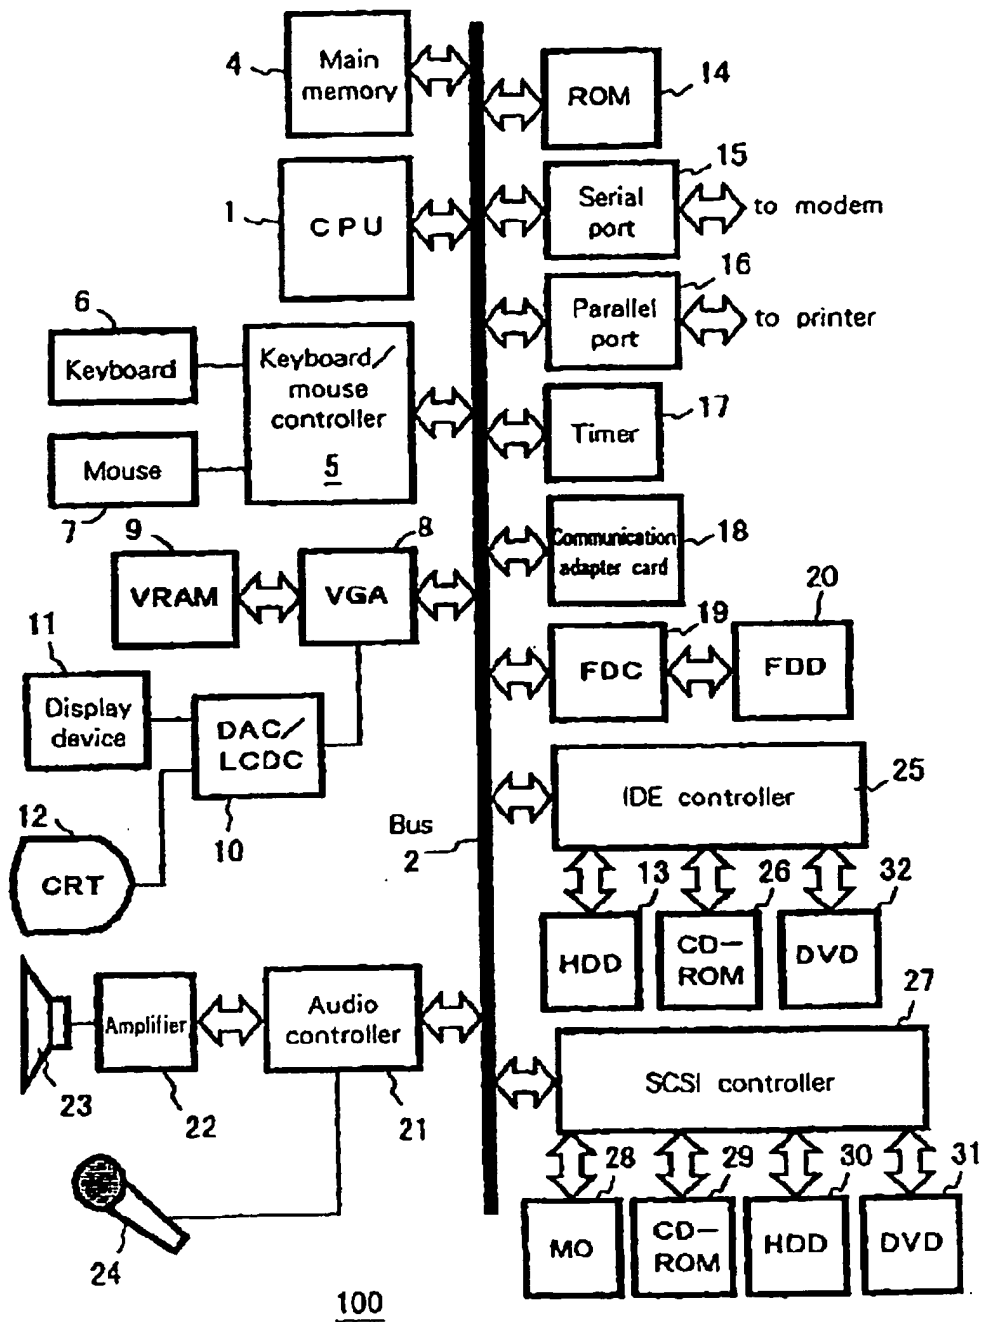 4
Main
memory
ROM
14
1
CPU
15
Serial
port
to modem
16
Parallel
port
to printer
6
Keyboard
Keyboard/
mouse
controller
5
Mouse
7
Timer
17
9
VRAM
8
VGA
Communication
adapter card
18
19
FDC
20
FDD
11
Display
device
DAC/
LCDC
10
12
CRT
Bus
2
IDE controller
25
13
HDD
26
CD-
ROM
32
DVD
23
Amplifier
22
Audio
controller
21
27
SCSI controller
24
28
MO
29
CD-
ROM
30
HDD
31
DVD
100